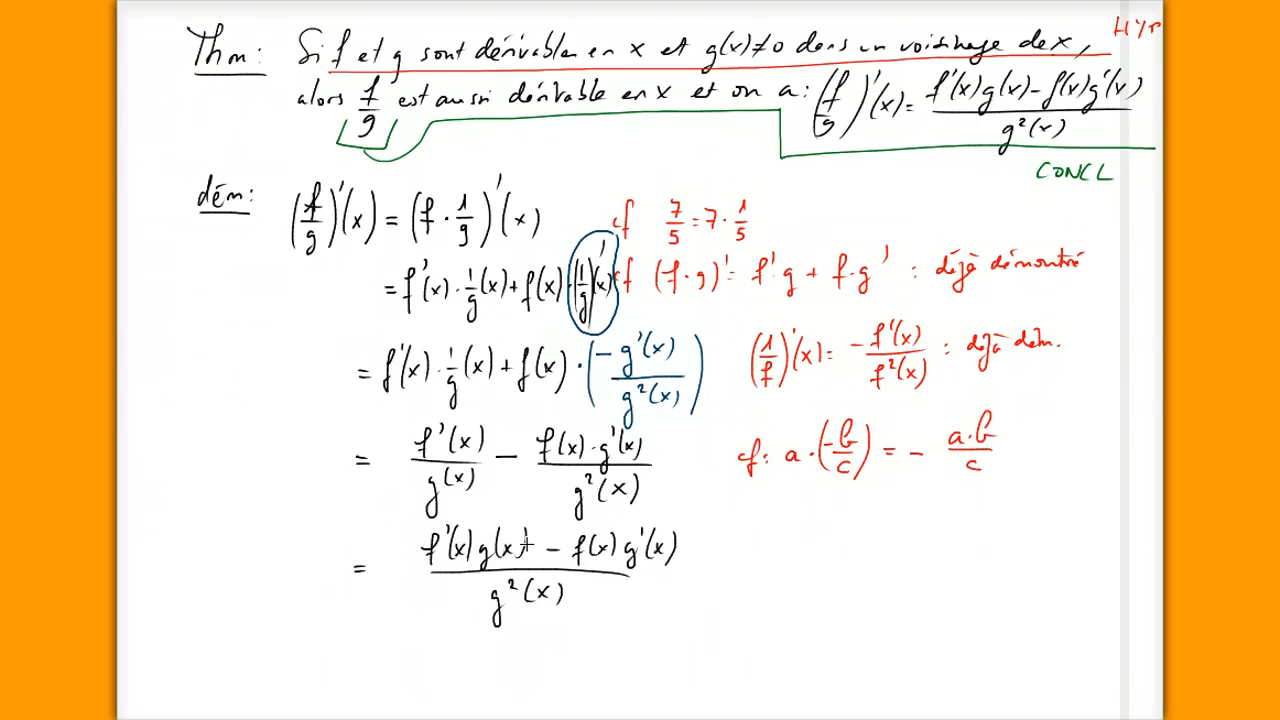 HYP
Thm: Si f et g sont dérivable en x et g(x)≠0 dans un voisinage de x,
alors f/g est aussi dérivable en x et on a: (f/g)'(x) = (f'(x)g(x) - f(x)g'(x))/g²(x)
CONCL
dém: (f/g)'(x) = (f · 1/g)'(x) cf 7/5 = 7 · 1/5
= f'(x) · 1/g(x) + f(x) · (1/g)'(x) cf (f·g)' = f'·g + f·g' : déjà démontré
= f'(x) · 1/g(x) + f(x) · (-g'(x)/g²(x)) (1/f)'(x) = -f'(x)/f²(x) : déjà dém.
= f'(x)/g(x) - f(x)·g'(x)/g²(x) cf: a · (-b/c) = - a·b/c
= (f'(x)g(x) - f(x)g'(x))/g²(x)